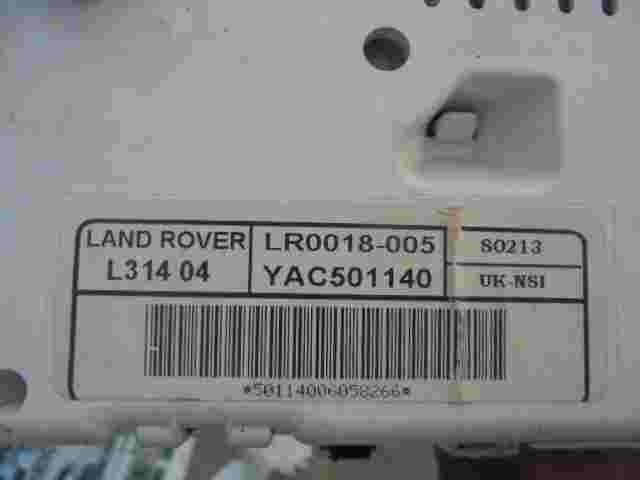 LAND ROVER
L314 04
LR0018-005
YAC501140
S0213
UK-NSI
*50114006058266*